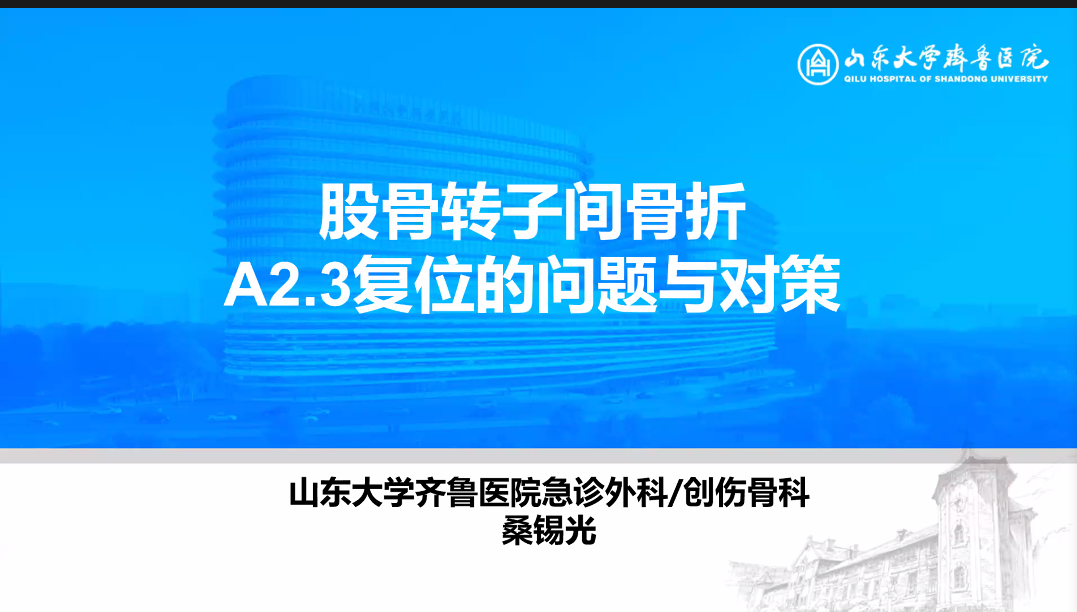 山东大学齊鲁医院
QILU HOSPITAL OF SHANDONG UNIVERSITY
股骨转子间骨折
A2.3复位的问题与对策
山东大学齐鲁医院急诊外科/创伤骨科
桑锡光